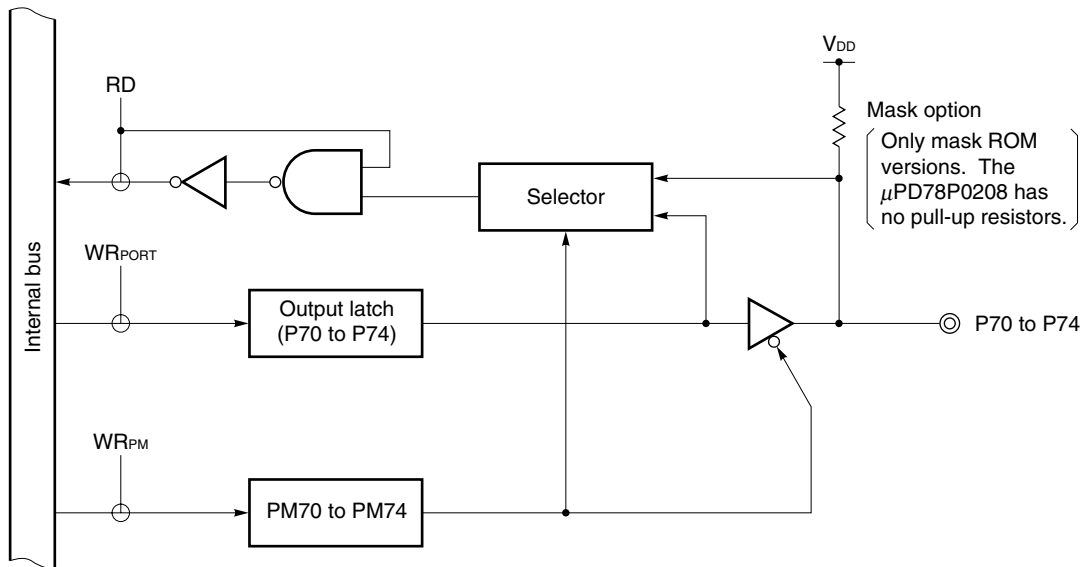 VDD
RD
Mask option
Only mask ROM
versions. The
μPD78P0208 has
no pull-up resistors.
Selector
WRPORT
Internal bus
Output latch
(P70 to P74)
P70 to P74
WRPM
PM70 to PM74